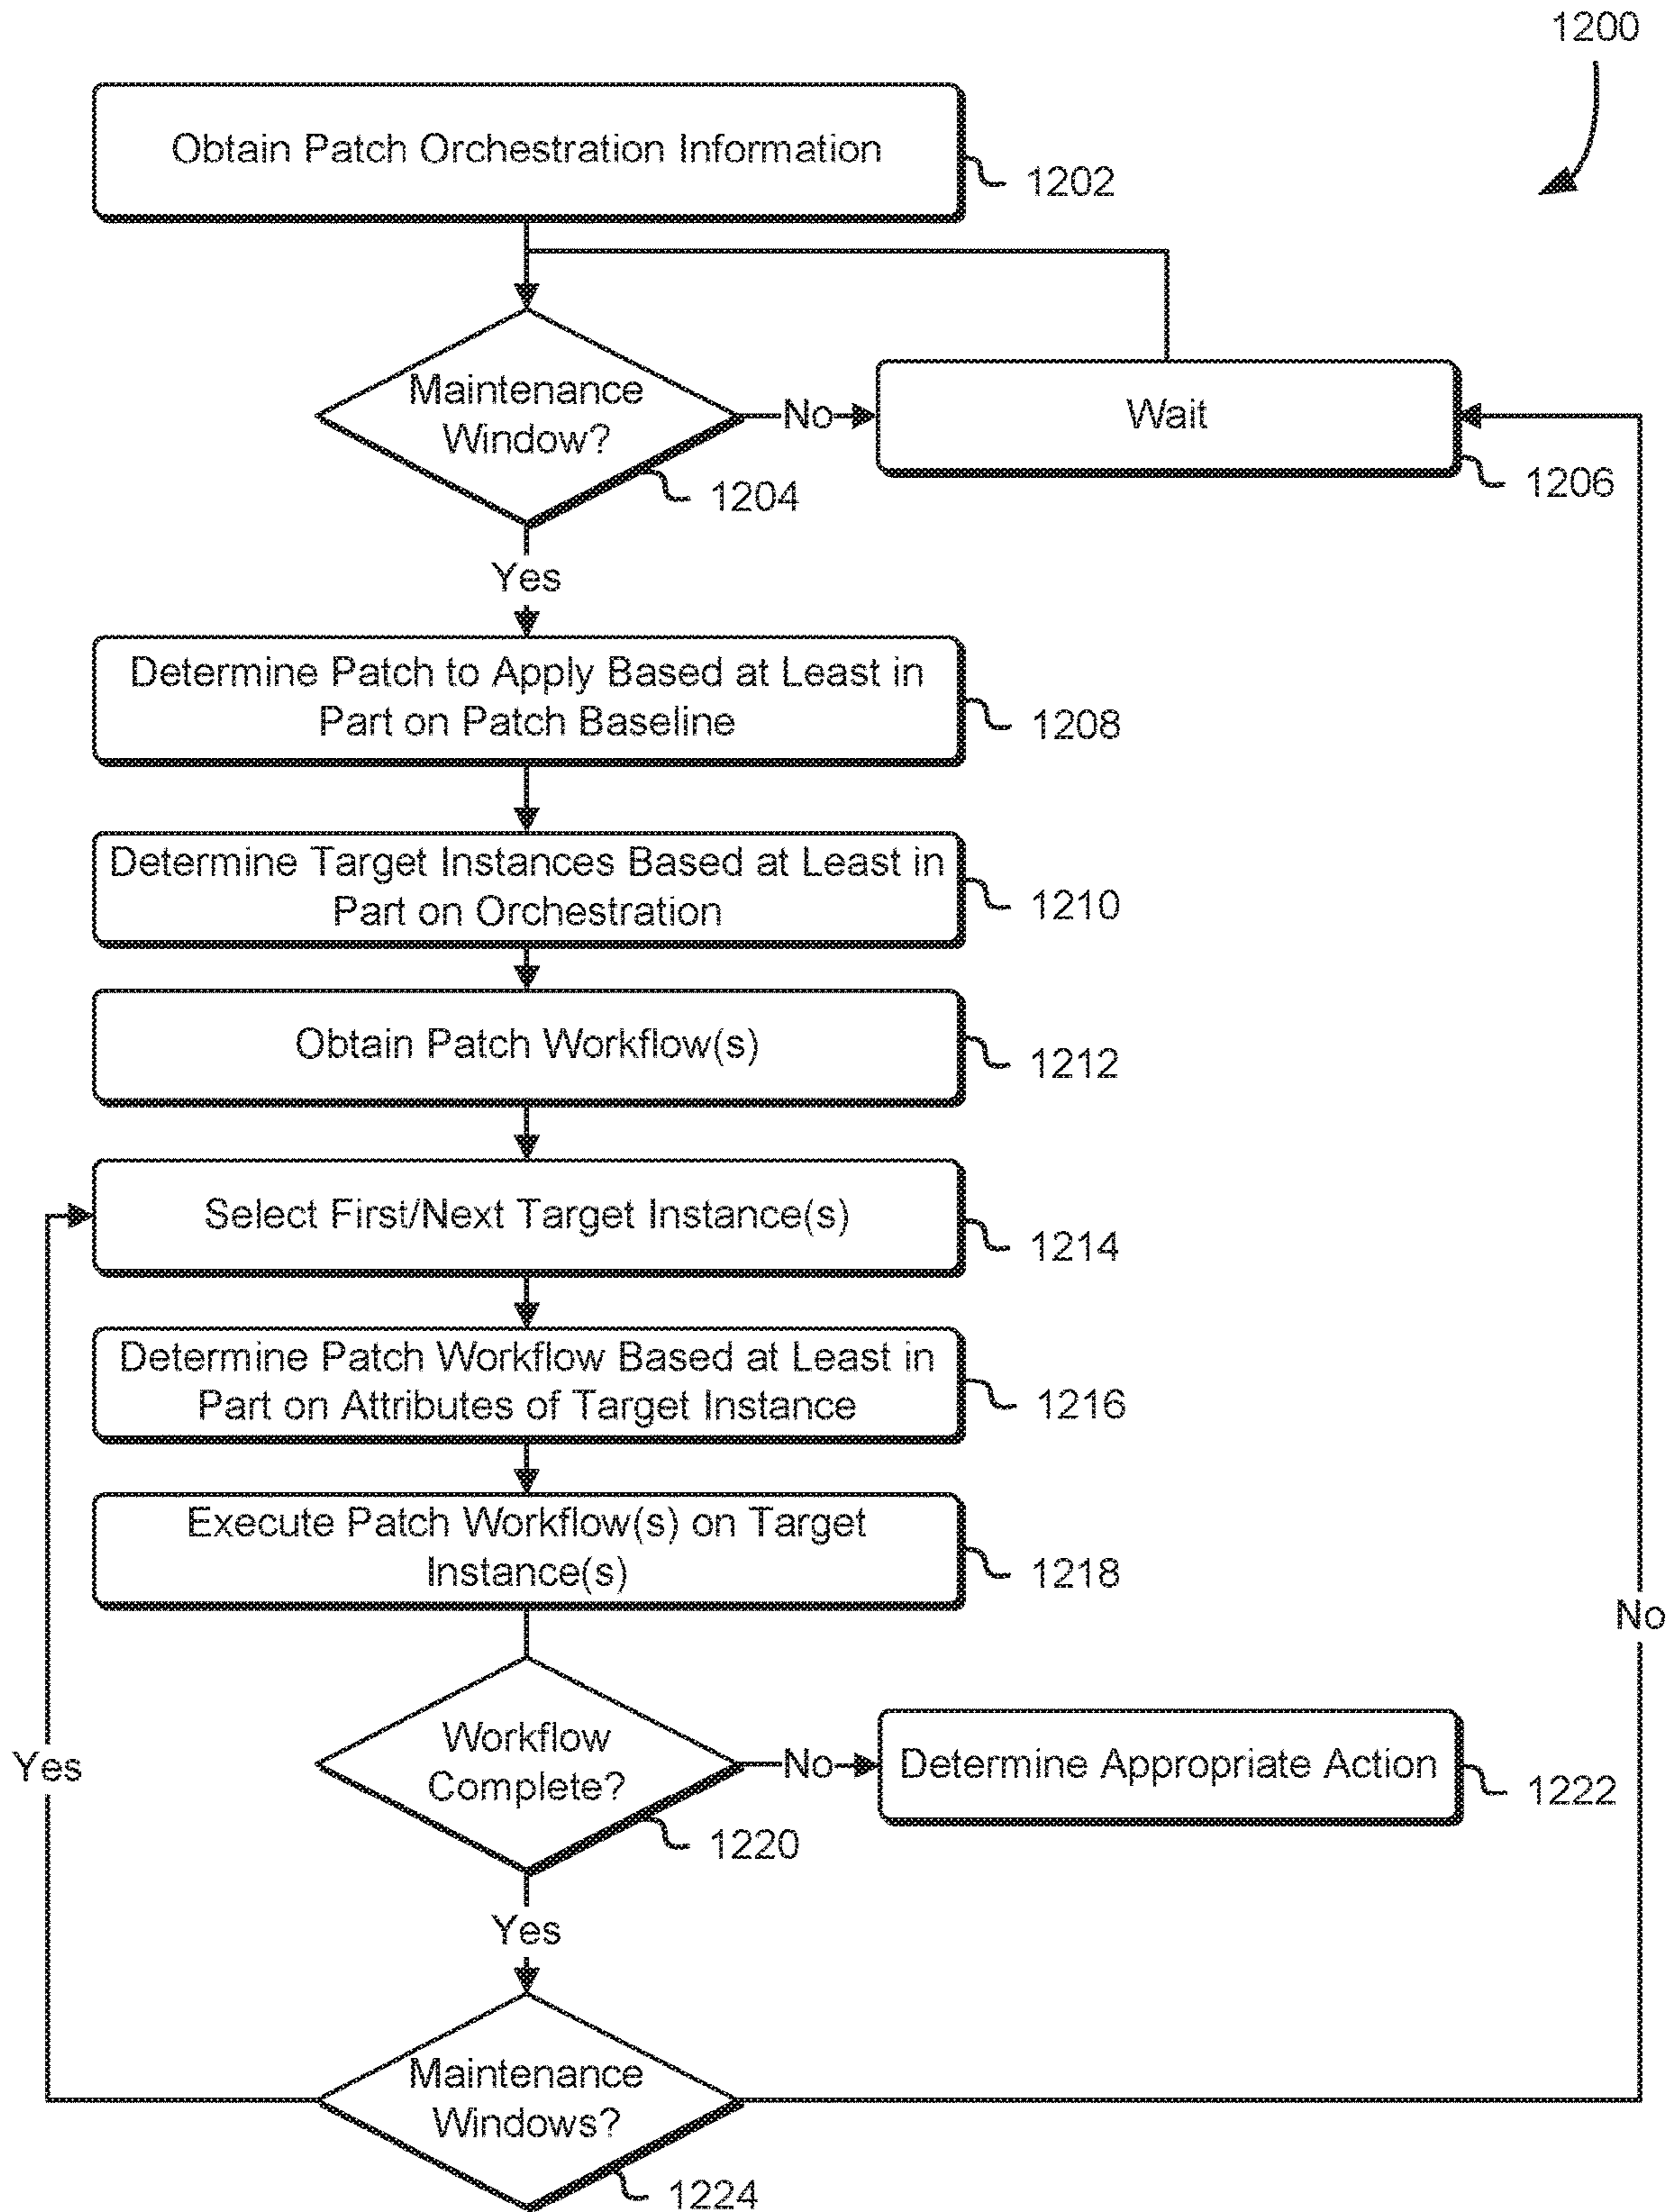 1200
Obtain Patch Orchestration Information
1202
Maintenance
Window?
1204
No
Wait
1206
Yes
Determine Patch to Apply Based at Least in
Part on Patch Baseline
1208
Determine Target Instances Based at Least in
Part on Orchestration
1210
Obtain Patch Workflow(s)
1212
Select First/Next Target Instance(s)
1214
Determine Patch Workflow Based at Least in
Part on Attributes of Target Instance
1216
Execute Patch Workflow(s) on Target
Instance(s)
1218
Workflow
Complete?
1220
No
Determine Appropriate Action
1222
Yes
Maintenance
Windows?
1224
Yes
No